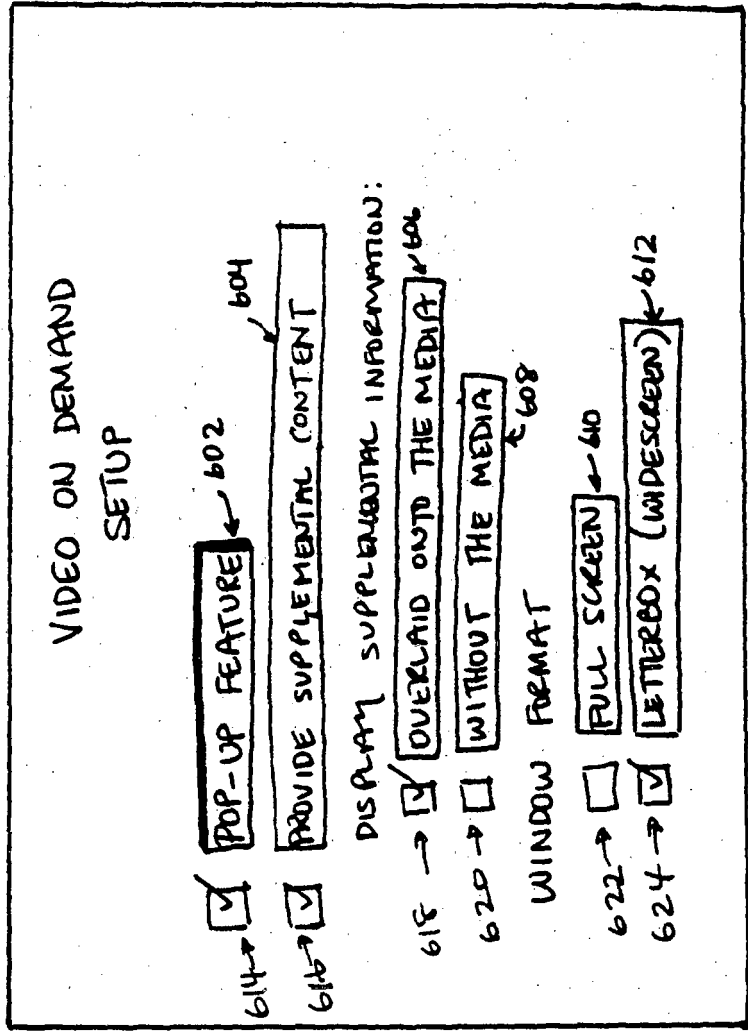 VIDEO ON DEMAND
SETUP
614 POP-UP FEATURE 602
616 PROVIDE SUPPLEMENTAL CONTENT 604
DISPLAY SUPPLEMENTAL INFORMATION:
618 OVERLAID ONTO THE MEDIA 606
620 WITHOUT THE MEDIA 608
WINDOW FORMAT
622 FULL SCREEN 610
624 LETTERBOX (WIDESCREEN) 612